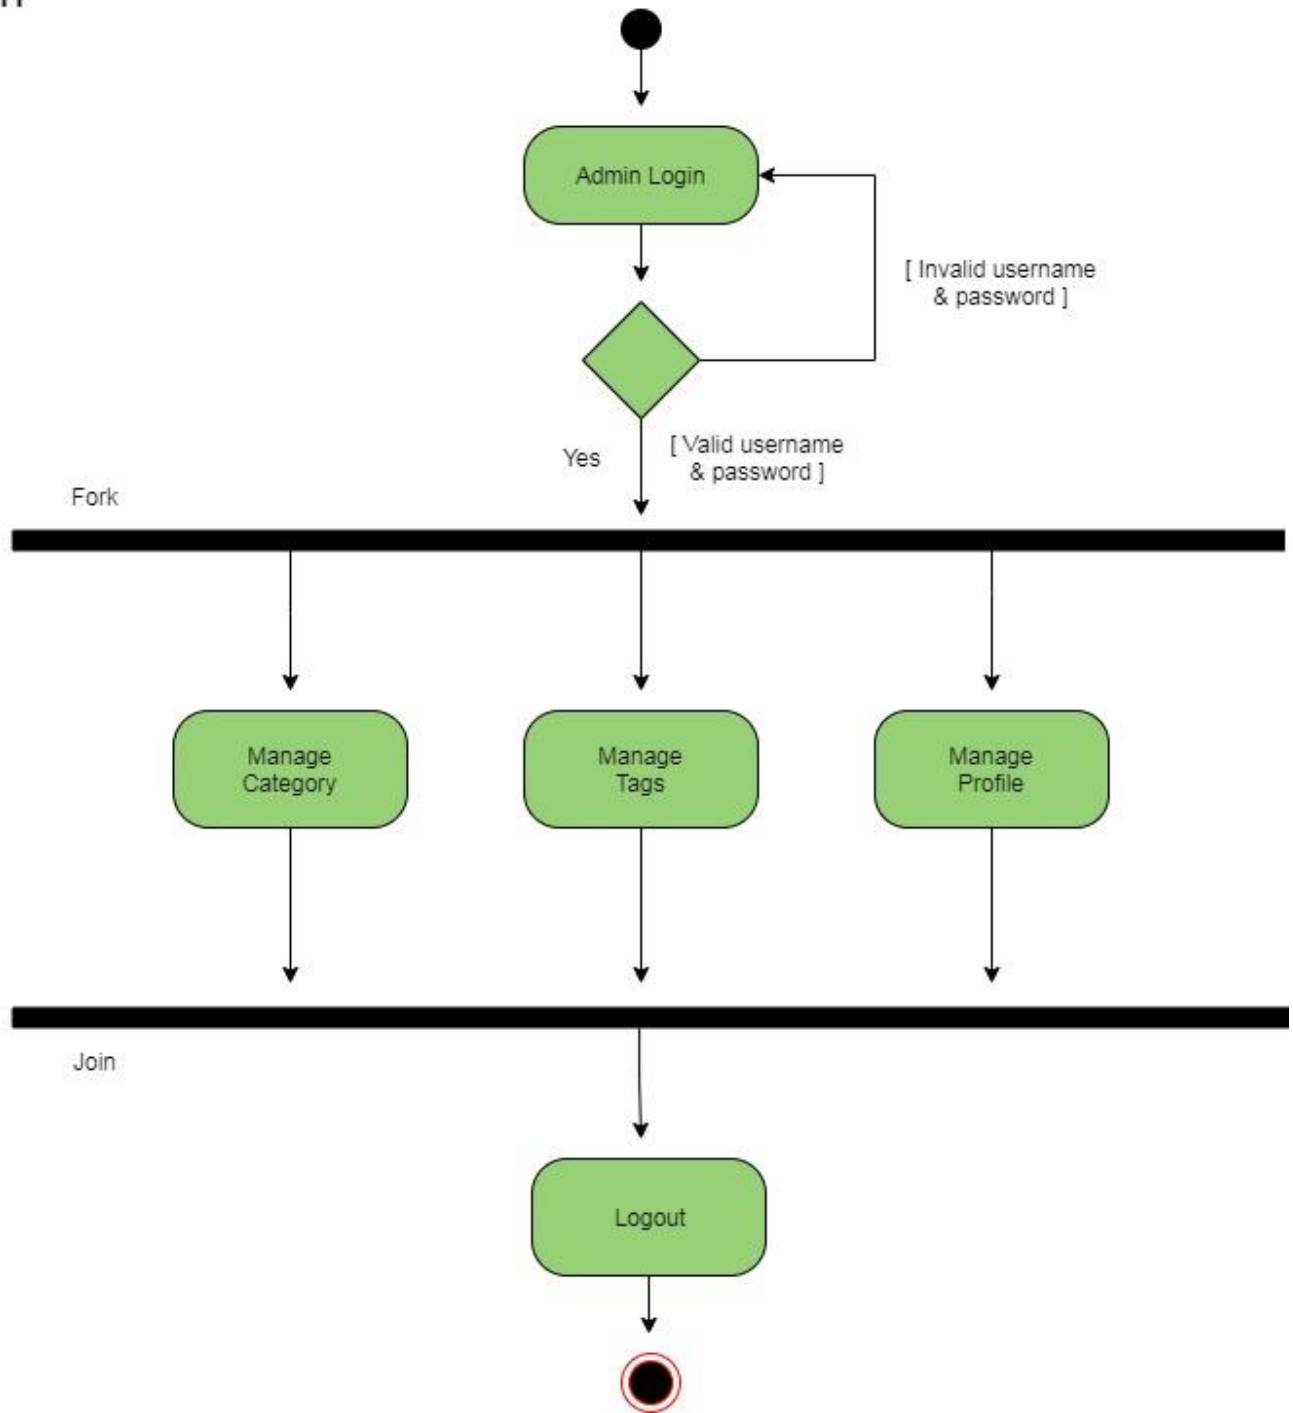 Admin Login
[ Invalid username
& password ]
Yes
[ Valid username
& password ]
Fork
Manage
Category
Manage
Tags
Manage
Profile
Join
Logout